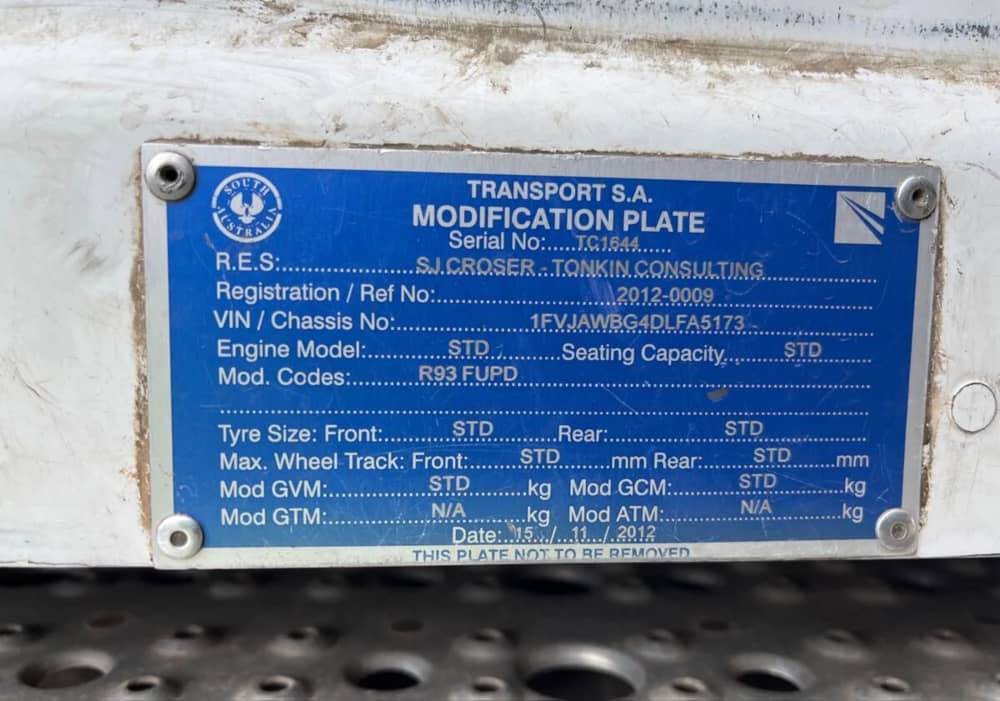 SOUTH AUSTRALIA
TRANSPORT S.A.
MODIFICATION PLATE
Serial No:.....TC1644......
R.E.S:.......................SJ CROSER - TONKIN CONSULTING
Registration / Ref No:...............................2012-0009...........................
VIN / Chassis No:.......................1FVJAWBG4DLFA5173.......................
Engine Model:..............STD..............Seating Capacity..........STD..........
Mod. Codes:............R93 FUPD............................................................
Tyre Size: Front:............STD............Rear:....................STD....................
Max. Wheel Track: Front:..........STD..........mm Rear:..........STD..........mm
Mod GVM:..................STD............kg Mod GCM:............STD............kg
Mod GTM:..................N/A............kg Mod ATM:............N/A............kg
Date:..15../..11.../...2012
THIS PLATE NOT TO BE REMOVED